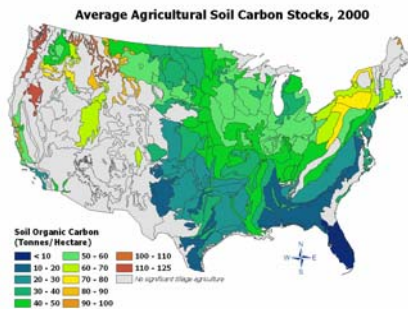 Average Agricultural Soil Carbon Stocks, 2000
Soil Organic Carbon
(Tonnes/Hectare)
< 10
10 - 20
20 - 30
30 - 40
40 - 50
50 - 60
60 - 70
70 - 80
80 - 90
90 - 100
100 - 110
110 - 125
No significant tillage agriculture
N
W E
S